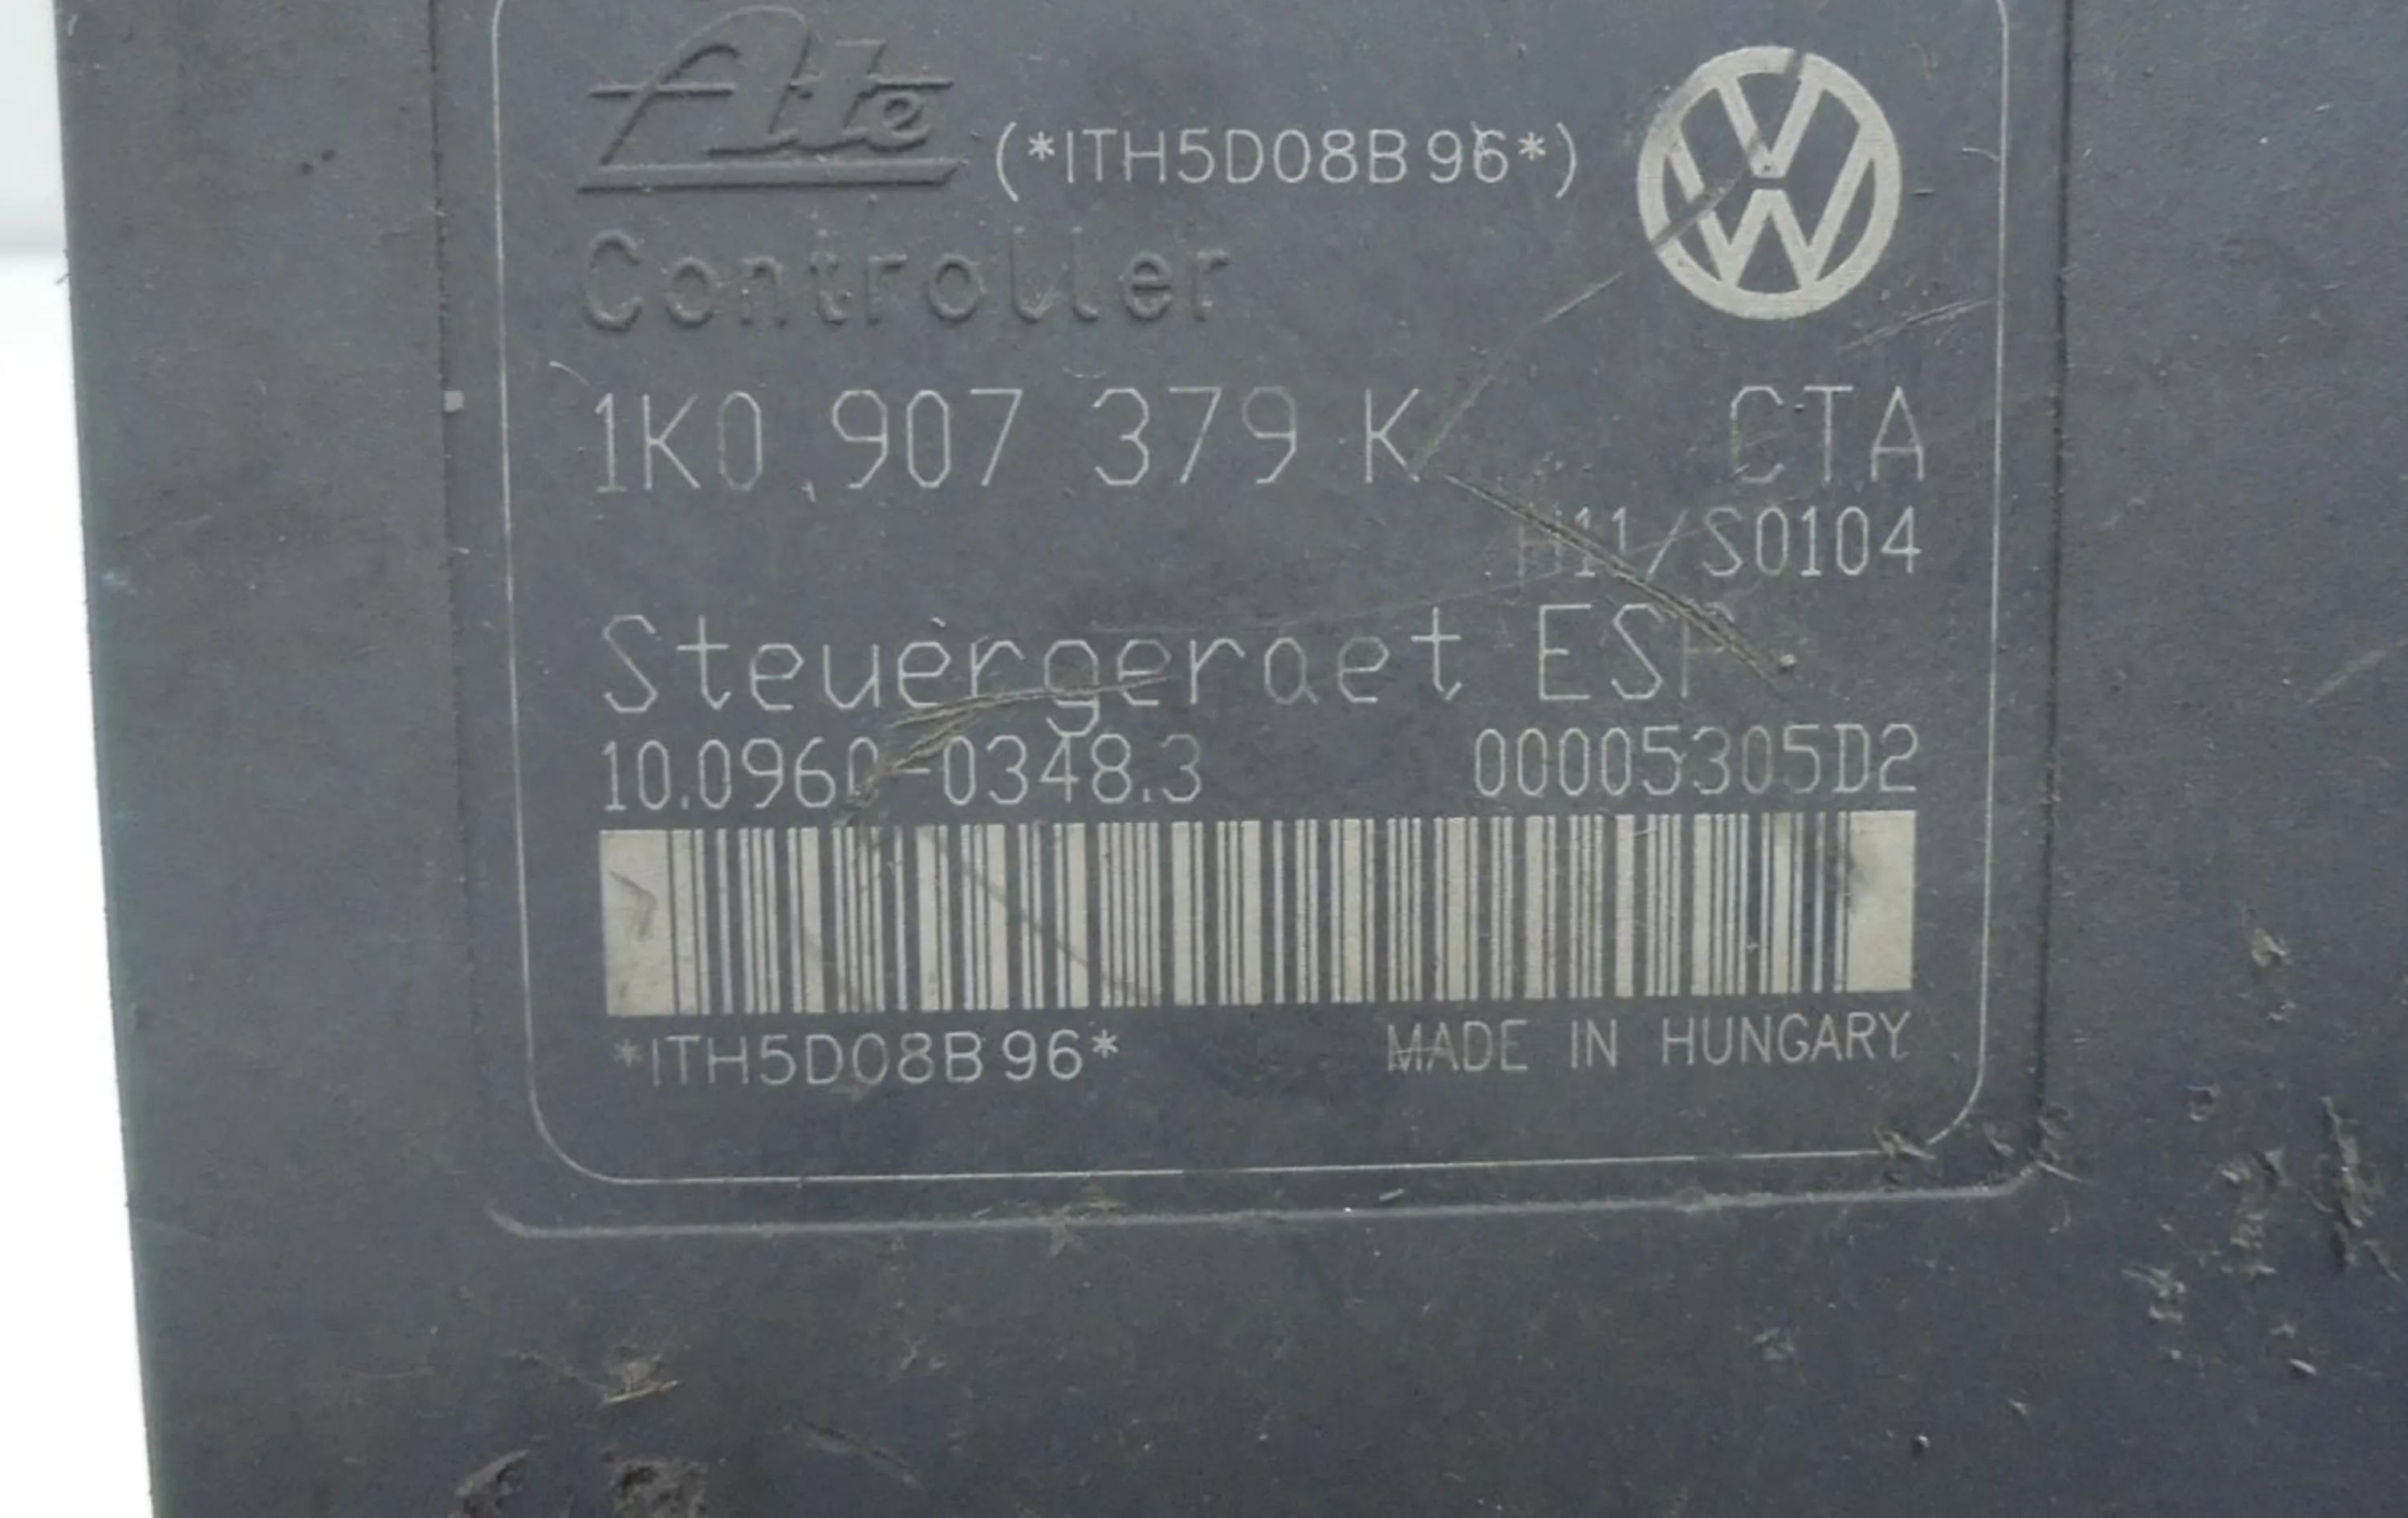 Ate (*ITH5D08B96*)
Controller
1K0 907 379 K CTA
H11/S0104
Steuergeraet ESP
10.0960-0348.3 00005305D2
*ITH5D08B96* MADE IN HUNGARY